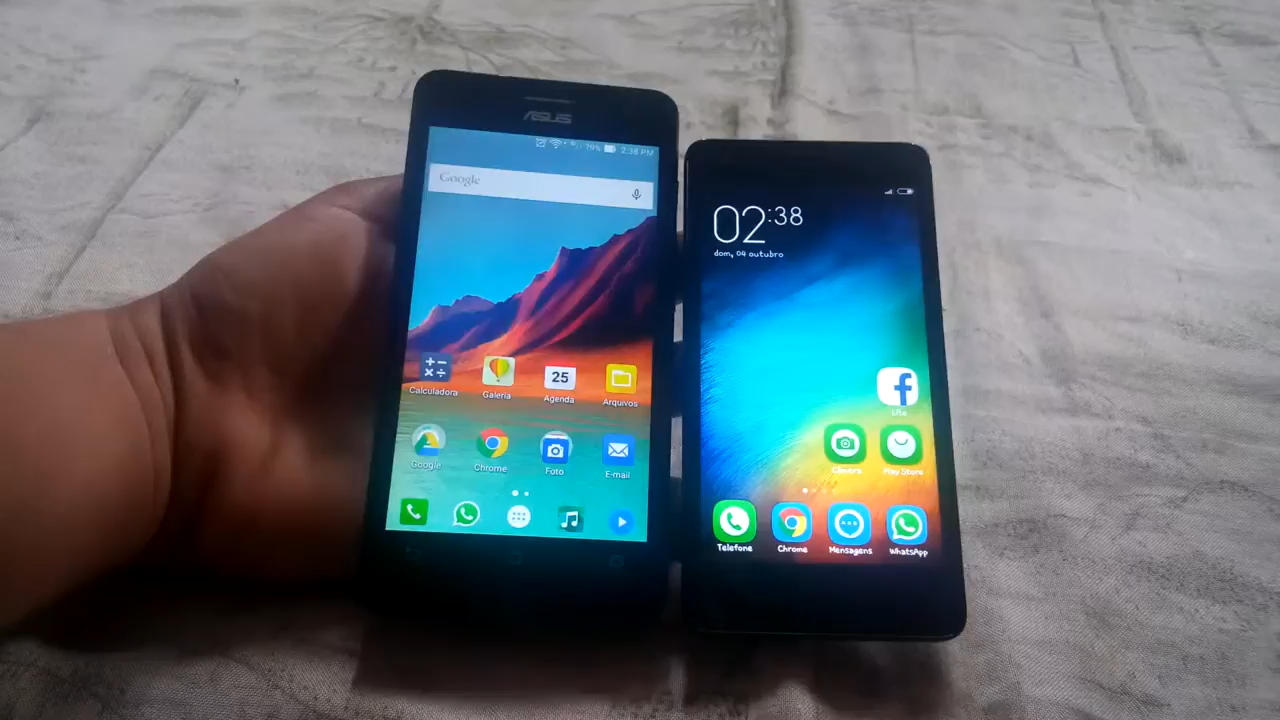 ASUS
79% 2:38 PM
Google
25
Calculadora
Galeria
Agenda
Arquivos
Google
Chrome
Foto
E-mail
02:38
dom, 04 outubro
f
Lite
Câmera
Play Store
Telefone
Chrome
Mensagens
WhatsApp